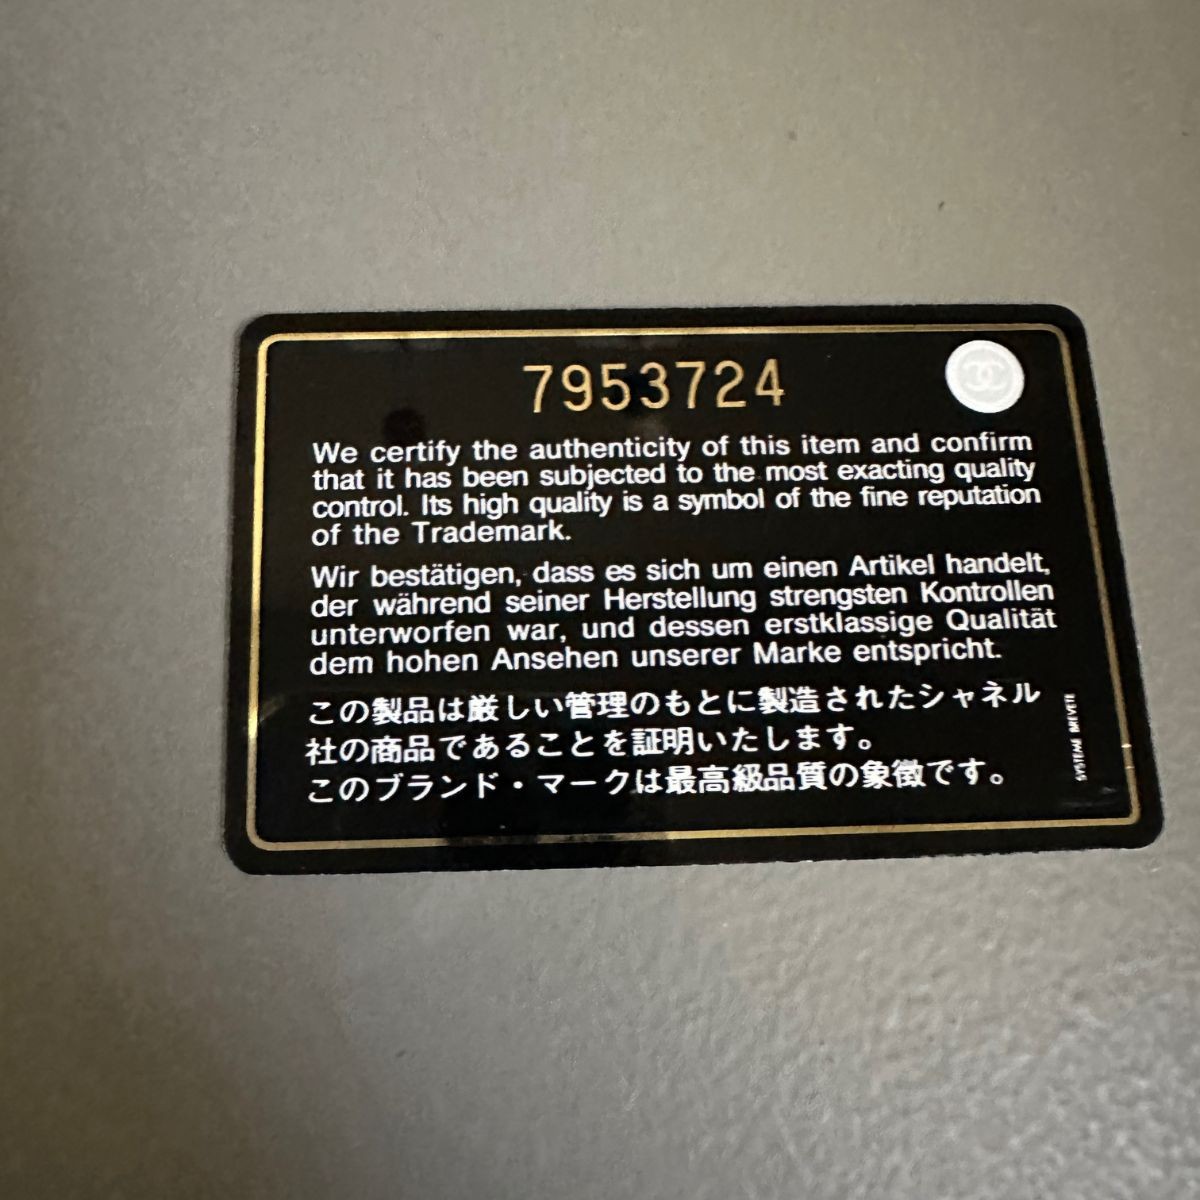 7953724
We certify the authenticity of this item and confirm
that it has been subjected to the most exacting quality
control. Its high quality is a symbol of the fine reputation
of the Trademark.
Wir bestätigen, dass es sich um einen Artikel handelt,
der während seiner Herstellung strengsten Kontrollen
unterworfen war, und dessen erstklassige Qualität
dem hohen Ansehen unserer Marke entspricht.
この製品は厳しい管理のもとに製造されたシャネル
社の商品であることを証明いたします。
このブランド・マークは最高級品質の象徴です。
SYSTEME BREVETE